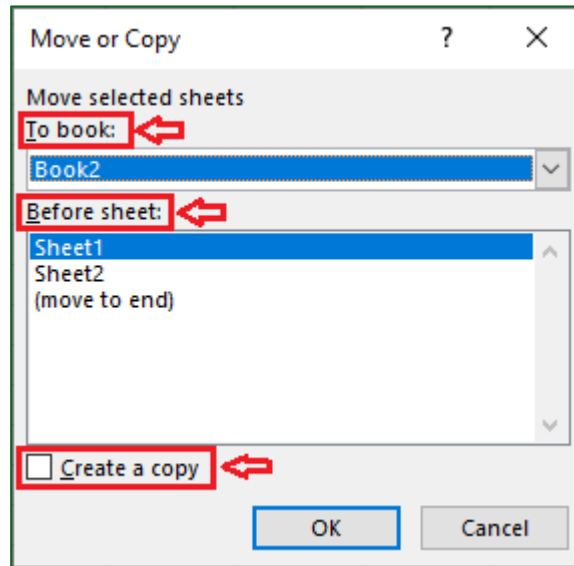 Move or Copy ?
Move selected sheets
To book:
Book2
Before sheet:
Sheet1
Sheet2
(move to end)
Create a copy
OK Cancel